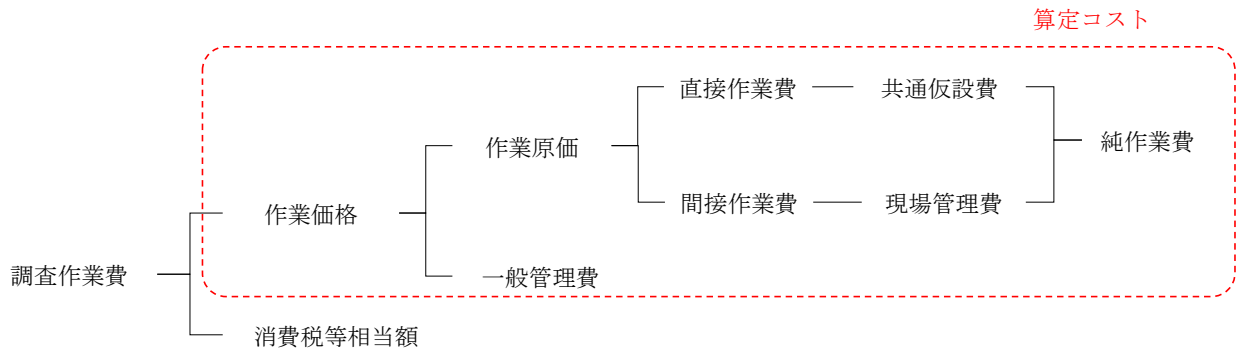 算定コスト
直接作業費
共通仮設費
作業原価
純作業費
間接作業費
現場管理費
作業価格
調査作業費
一般管理費
消費税等相当額